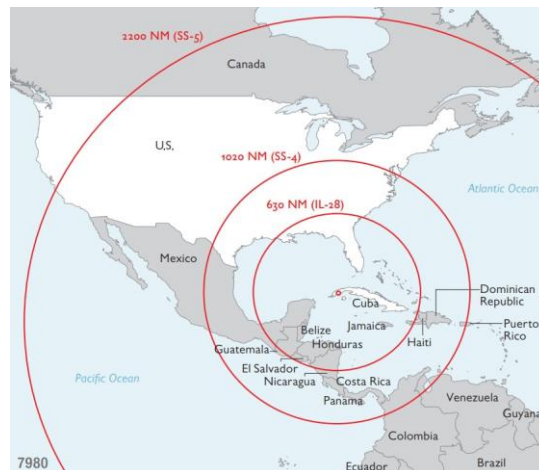 2200 NM (SS-5)
Canada
U.S.
1020 NM (SS-4)
Atlantic Ocean
630 NM (IL-28)
Mexico
Cuba
Dominican
Republic
Belize
Jamaica
Puerto
Rico
Honduras
Haiti
Guatemala
El Salvador
Pacific Ocean
Nicaragua
Costa Rica
Panama
Venezuela
Guyana
Colombia
7980
Ecuador
Brazil